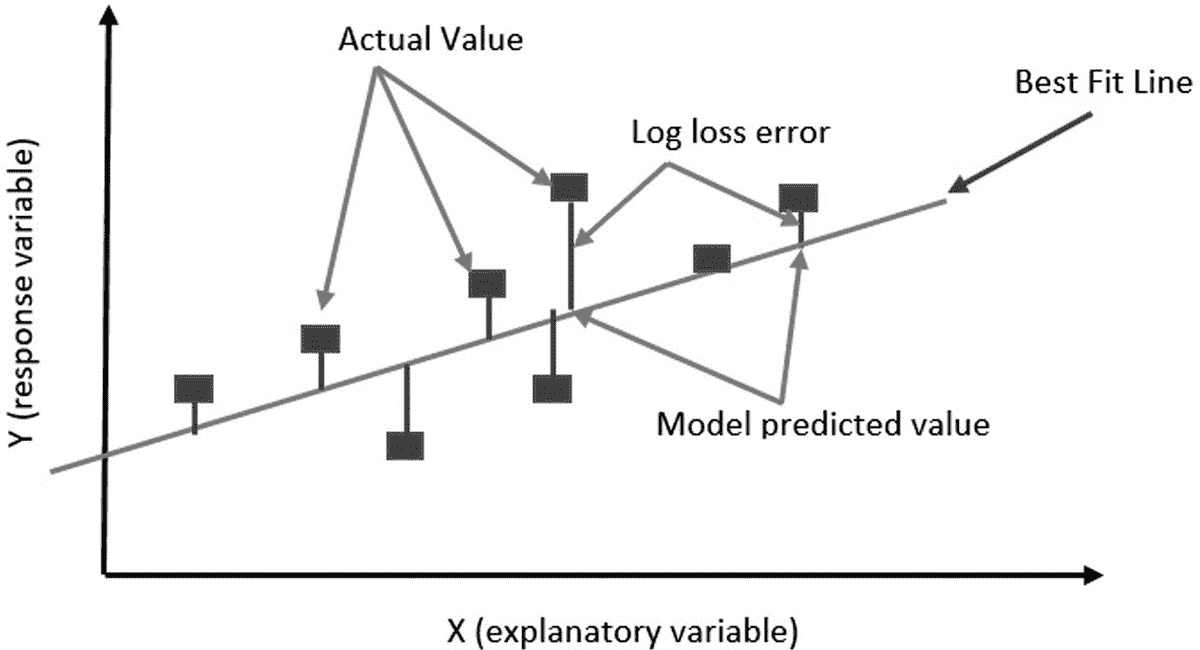 Actual Value
Best Fit Line
Log loss error
Y (response variable)
Model predicted value
X (explanatory variable)